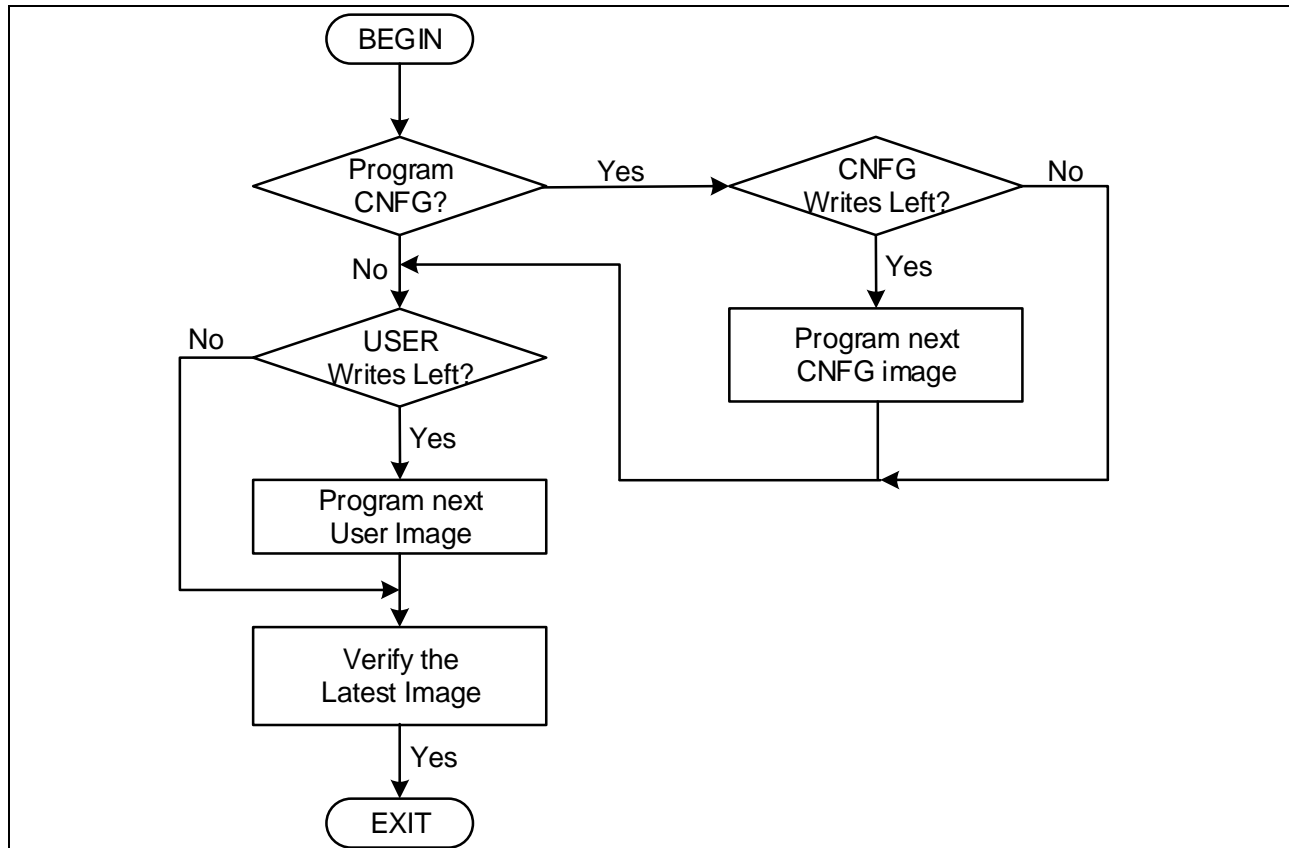 BEGIN
Program
CNFG?
Yes
CNFG
Writes Left?
No
No
Yes
Program next
CNFG image
No
USER
Writes Left?
Yes
Program next
User Image
Verify the
Latest Image
Yes
EXIT